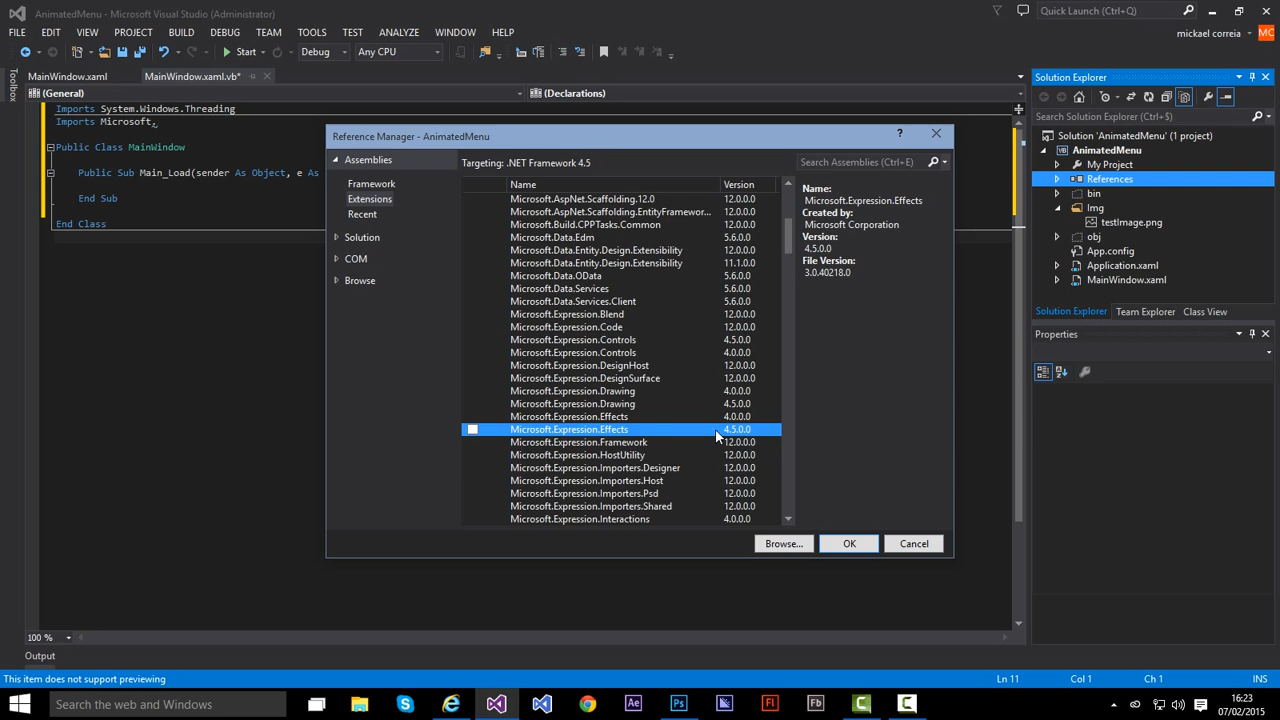 AnimatedMenu - Microsoft Visual Studio (Administrator)
Quick Launch (Ctrl+Q)
FILE EDIT VIEW PROJECT BUILD DEBUG TEAM TOOLS TEST ANALYZE WINDOW HELP
mickael correia MC
Start Debug Any CPU
Toolbox
MainWindow.xaml MainWindow.xaml.vb*
(General) (Declarations)
Imports System.Windows.Threading
Imports Microsoft.
Public Class MainWindow
Public Sub Main_Load(sender As Object, e As
End Sub
End Class
100 %
Output
Reference Manager - AnimatedMenu
? 
Assemblies
Framework
Extensions
Recent
Solution
COM
Browse
Targeting: .NET Framework 4.5
Search Assemblies (Ctrl+E)
Name Version
Microsoft.AspNet.Scaffolding.12.0 12.0.0.0
Microsoft.AspNet.Scaffolding.EntityFramewor... 12.0.0.0
Microsoft.Build.CPPTasks.Common 12.0.0.0
Microsoft.Data.Edm 5.6.0.0
Microsoft.Data.Entity.Design.Extensibility 12.0.0.0
Microsoft.Data.Entity.Design.Extensibility 11.1.0.0
Microsoft.Data.OData 5.6.0.0
Microsoft.Data.Services 5.6.0.0
Microsoft.Data.Services.Client 5.6.0.0
Microsoft.Expression.Blend 12.0.0.0
Microsoft.Expression.Code 12.0.0.0
Microsoft.Expression.Controls 4.5.0.0
Microsoft.Expression.Controls 4.0.0.0
Microsoft.Expression.DesignHost 12.0.0.0
Microsoft.Expression.DesignSurface 12.0.0.0
Microsoft.Expression.Drawing 4.0.0.0
Microsoft.Expression.Drawing 4.5.0.0
Microsoft.Expression.Effects 4.0.0.0
Microsoft.Expression.Effects 4.5.0.0
Microsoft.Expression.Framework 12.0.0.0
Microsoft.Expression.HostUtility 12.0.0.0
Microsoft.Expression.Importers.Designer 12.0.0.0
Microsoft.Expression.Importers.Host 12.0.0.0
Microsoft.Expression.Importers.Psd 12.0.0.0
Microsoft.Expression.Importers.Shared 12.0.0.0
Microsoft.Expression.Interactions 4.0.0.0
Name:
Microsoft.Expression.Effects
Created by:
Microsoft Corporation
Version:
4.5.0.0
File Version:
3.0.40218.0
Browse... OK Cancel
Solution Explorer
Search Solution Explorer (Ctrl+ç)
Solution 'AnimatedMenu' (1 project)
VB AnimatedMenu
My Project
References
bin
Img
testImage.png
obj
App.config
Application.xaml
MainWindow.xaml
Solution Explorer Team Explorer Class View
Properties
This item does not support previewing
Ln 11 Col 1 Ch 1 INS
Search the web and Windows
Ae Ps Fl Fb
16:23
07/02/2015